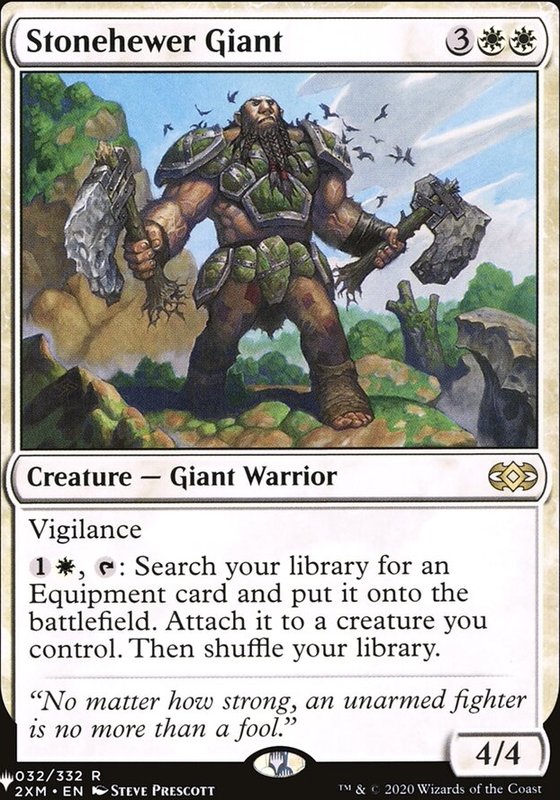 Stonehewer Giant 3
Creature — Giant Warrior
Vigilance
1 , : Search your library for an
Equipment card and put it onto the
battlefield. Attach it to a creature you
control. Then shuffle your library.
“No matter how strong, an unarmed fighter
is no more than a fool.”
4/4
032/332 R
2XM • EN Steve Prescott
™ & © 2020 Wizards of the Coast